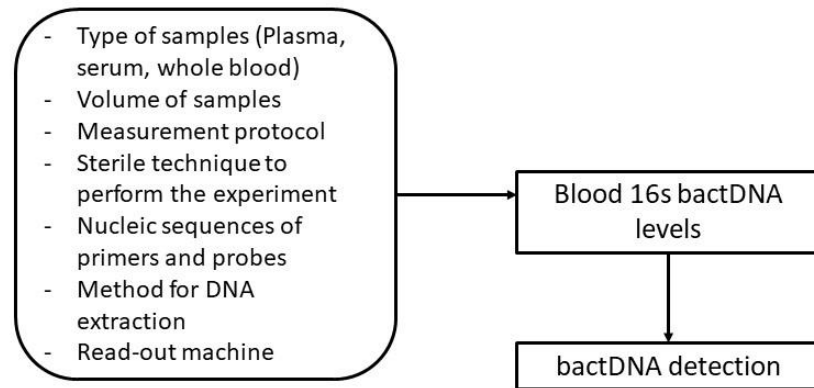 - Type of samples (Plasma,
serum, whole blood)
- Volume of samples
- Measurement protocol
- Sterile technique to
perform the experiment
- Nucleic sequences of
primers and probes
- Method for DNA
extraction
- Read-out machine
Blood 16s bactDNA
levels
bactDNA detection